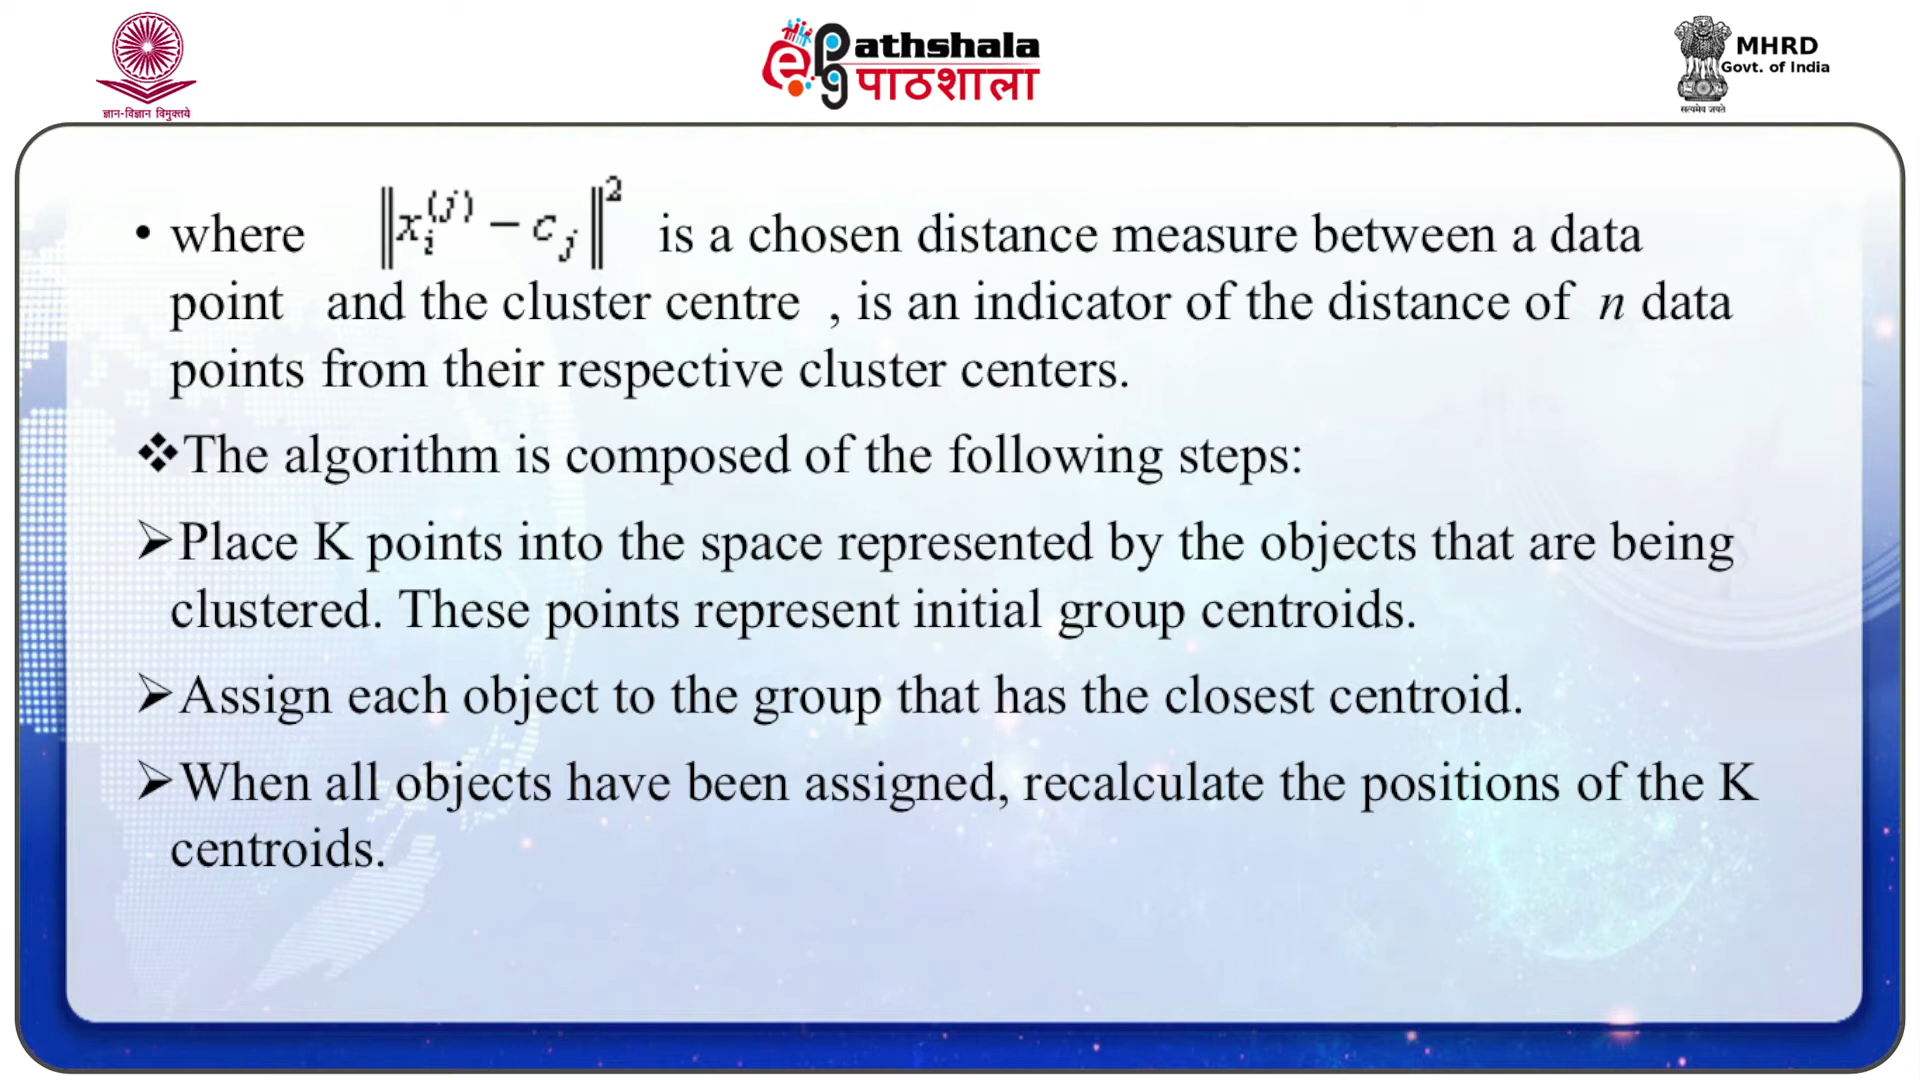 ज्ञान-विज्ञान विमुक्तये
epg Pathshala
पाठशाला
MHRD
Govt. of India
सत्यमेव जयते
• where ‖x_i^(j) − c_j‖² is a chosen distance measure between a data
point and the cluster centre , is an indicator of the distance of n data
points from their respective cluster centers.
❖The algorithm is composed of the following steps:
➢Place K points into the space represented by the objects that are being
clustered. These points represent initial group centroids.
➢Assign each object to the group that has the closest centroid.
➢When all objects have been assigned, recalculate the positions of the K
centroids.